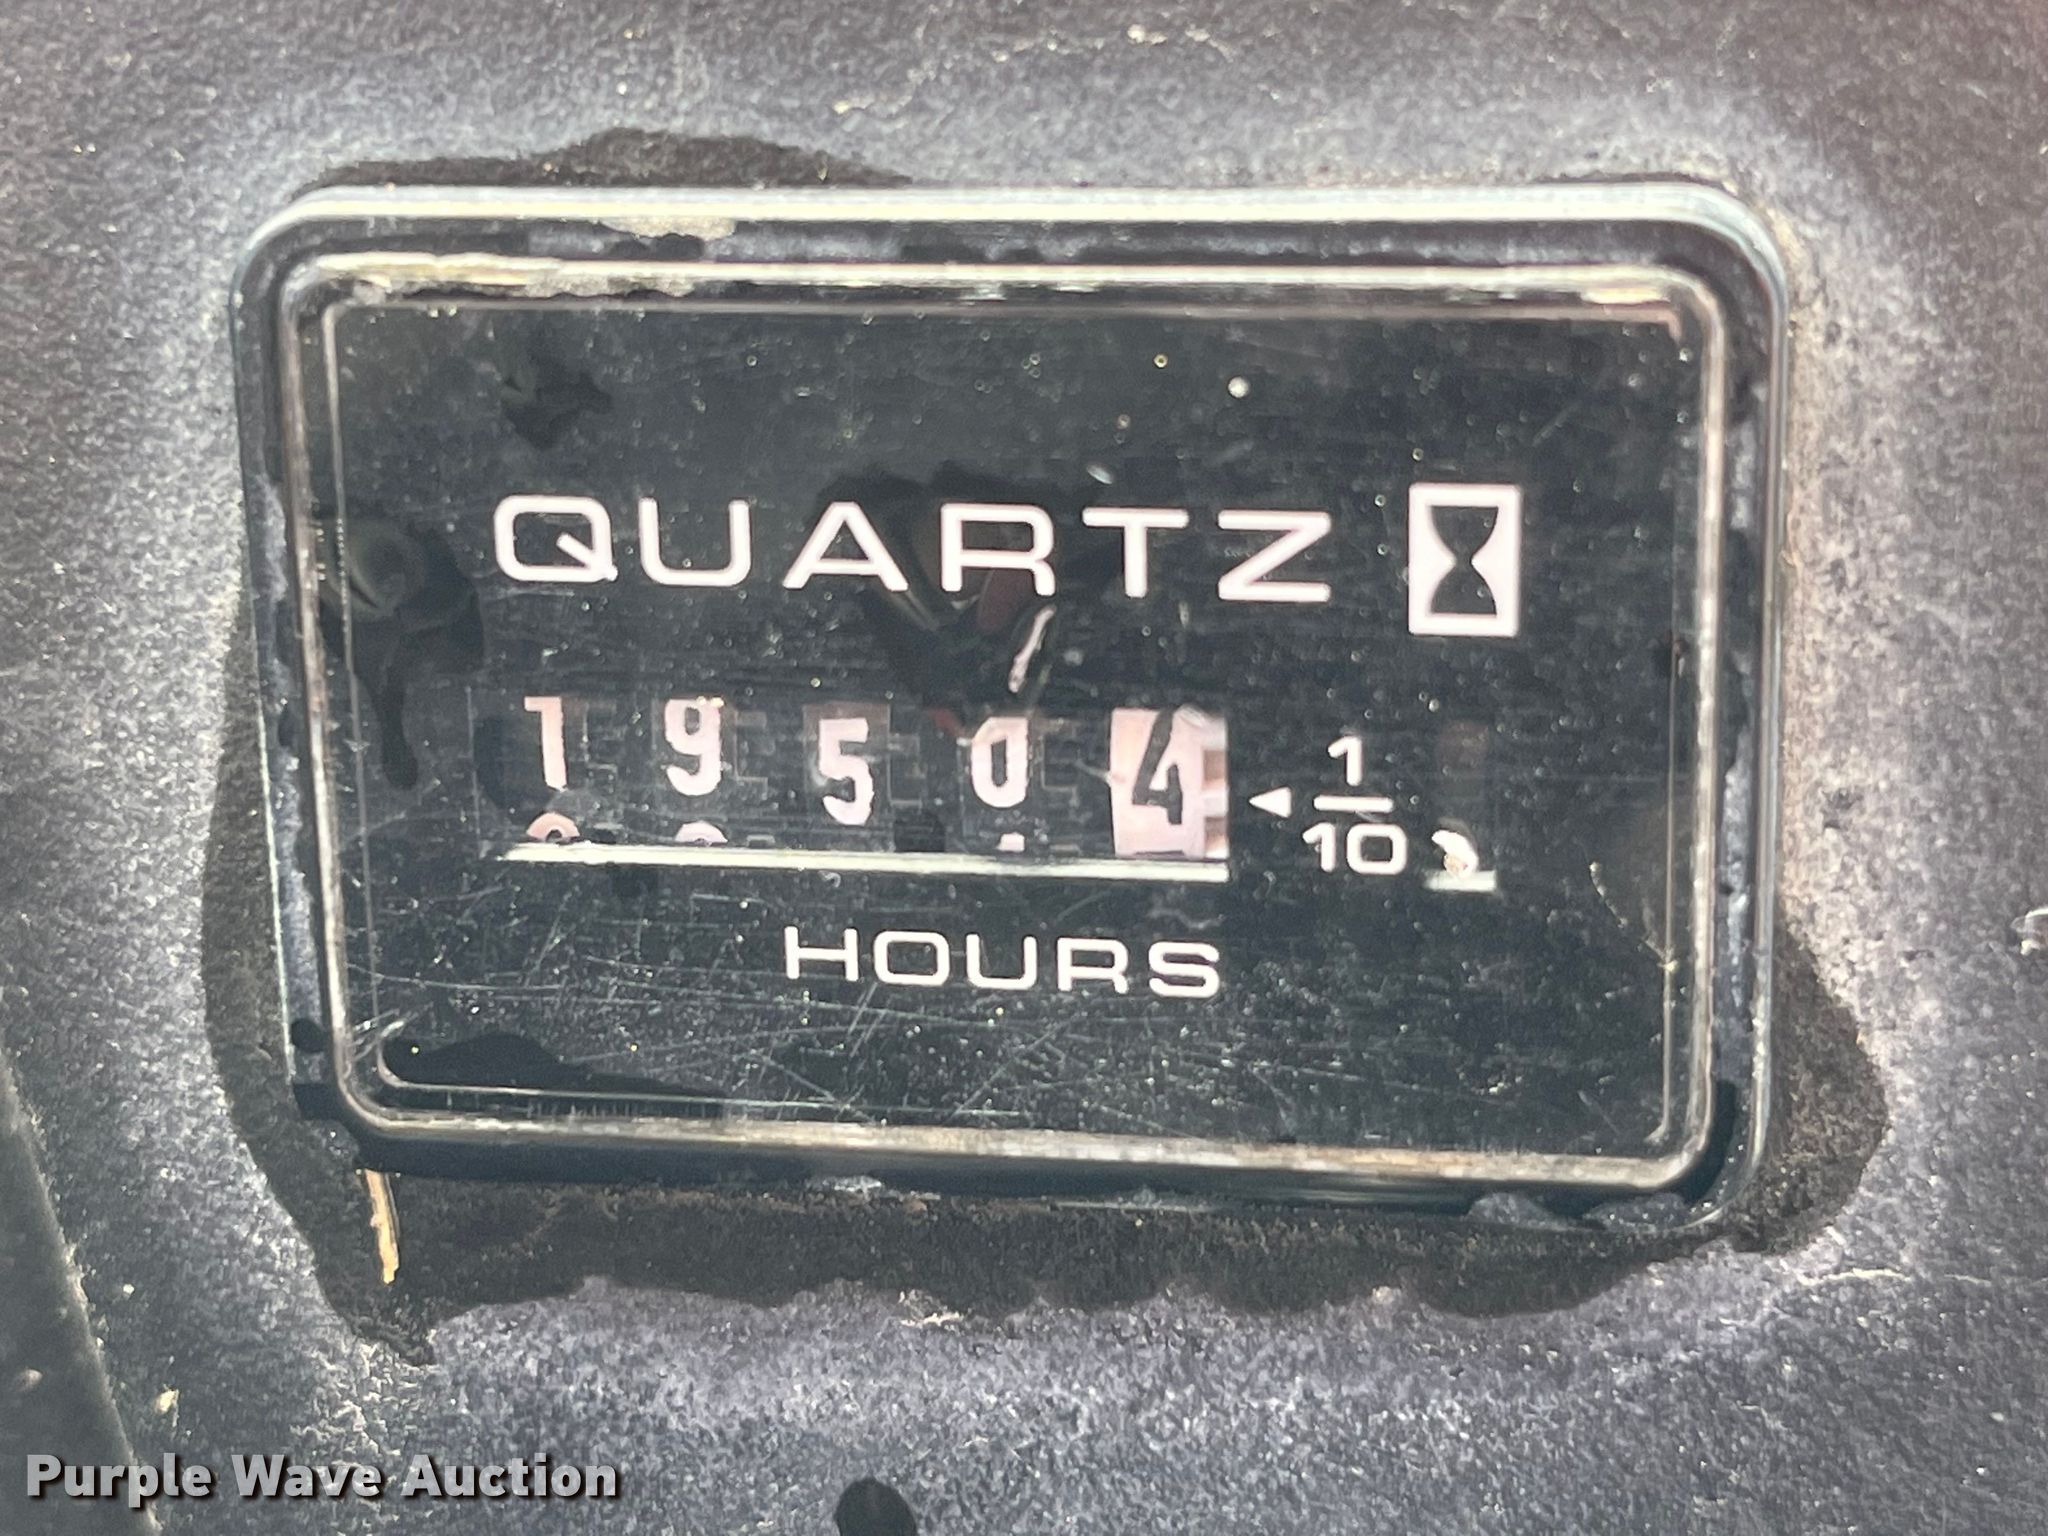 QUARTZ
19504 1/10
HOURS
Purple Wave Auction